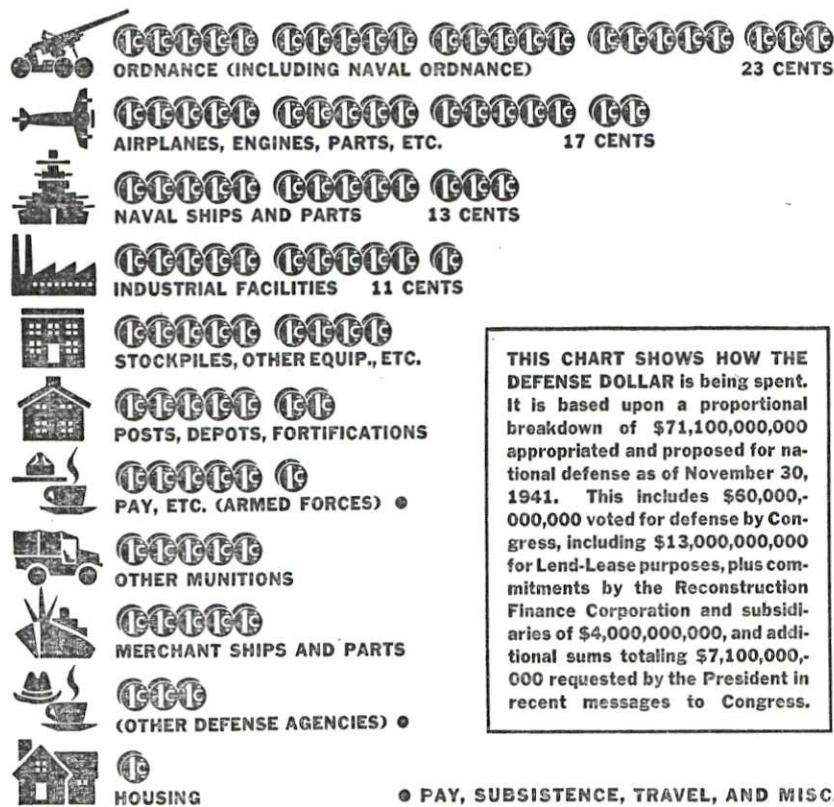 ORDNANCE (INCLUDING NAVAL ORDNANCE) 23 CENTS
AIRPLANES, ENGINES, PARTS, ETC. 17 CENTS
NAVAL SHIPS AND PARTS 13 CENTS
INDUSTRIAL FACILITIES 11 CENTS
STOCKPILES, OTHER EQUIP., ETC.
POSTS, DEPOTS, FORTIFICATIONS
PAY, ETC. (ARMED FORCES) ●
OTHER MUNITIONS
MERCHANT SHIPS AND PARTS
(OTHER DEFENSE AGENCIES) ●
HOUSING
THIS CHART SHOWS HOW THE
DEFENSE DOLLAR is being spent.
It is based upon a proportional
breakdown of $71,100,000,000
appropriated and proposed for na-
tional defense as of November 30,
1941. This includes $60,000,-
000,000 voted for defense by Con-
gress, including $13,000,000,000
for Lend-Lease purposes, plus com-
mitments by the Reconstruction
Finance Corporation and subsidi-
aries of $4,000,000,000, and addi-
tional sums totaling $7,100,000,-
000 requested by the President in
recent messages to Congress.
● PAY, SUBSISTENCE, TRAVEL, AND MISC